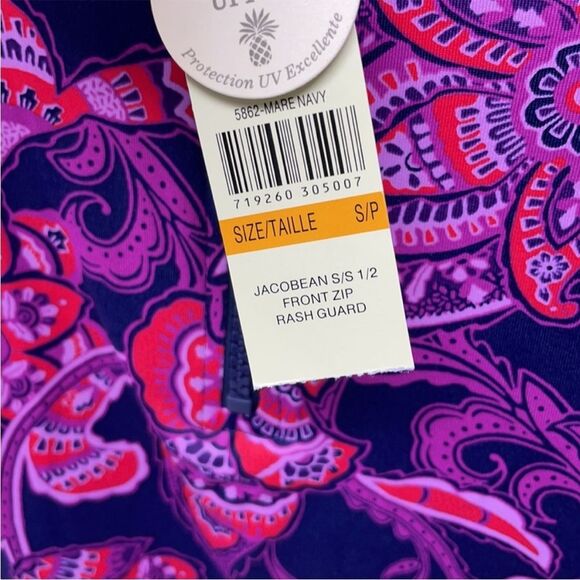 Protection UV Excellente
5862-MARE NAVY
719260 305007
SIZE/TAILLE S/P
JACOBEAN S/S 1/2
FRONT ZIP
RASH GUARD